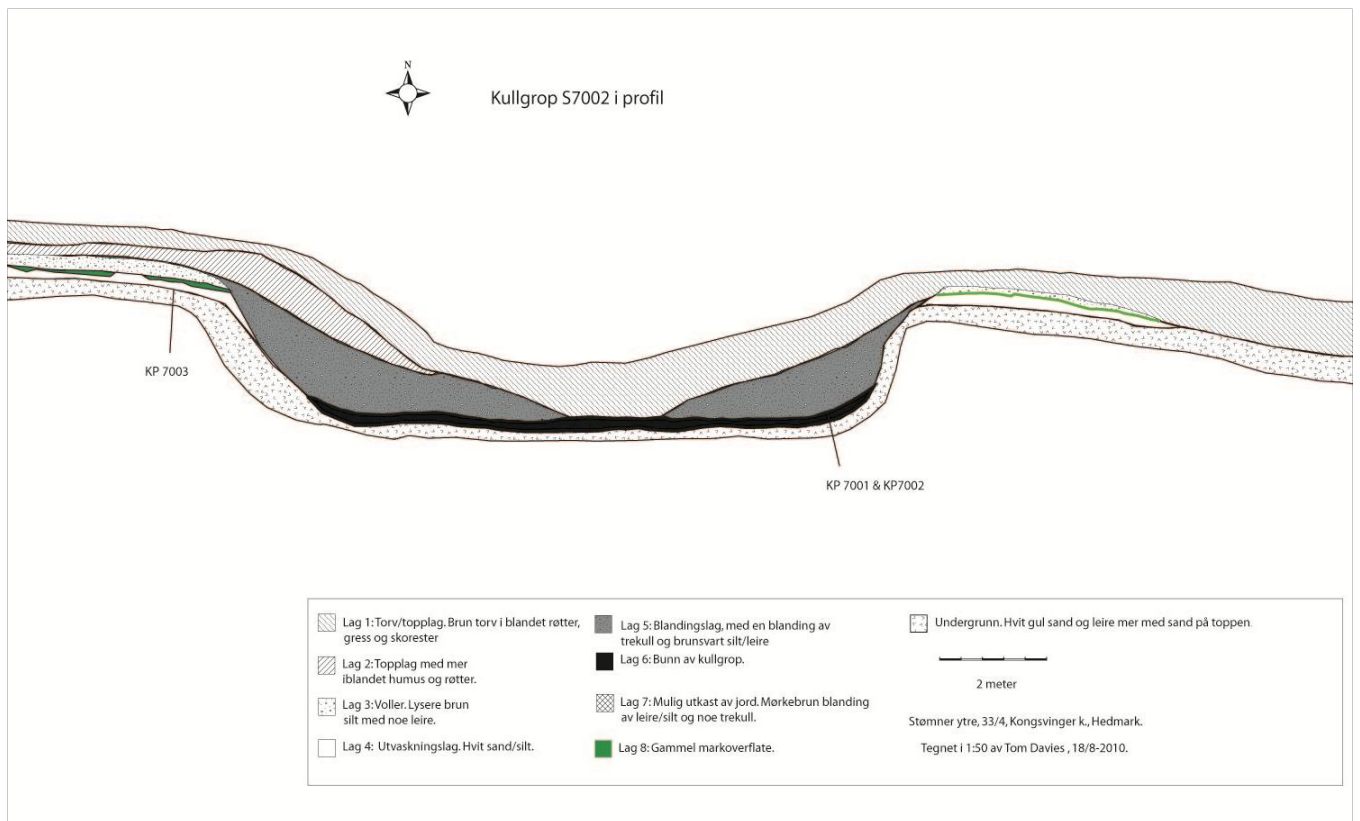 N
Kullgrop S7002 i profil
KP 7003
KP 7001 & KP7002
Lag 1: Torv/topplag. Brun torv i blandet røtter,
gress og skorester
Lag 2: Topplag med mer
iblandet humus og røtter.
Lag 3: Voller. Lysere brun
silt med noe leire.
Lag 4: Utvaskningslag. Hvit sand/silt.
Lag 5: Blandingslag, med en blanding av
trekull og brunsvart silt/leire
Lag 6: Bunn av kullgrop.
Lag 7: Mulig utkast av jord. Mørkebrun blanding
av leire/silt og noe trekull.
Lag 8: Gammel markoverflate.
Undergrunn. Hvit gul sand og leire mer med sand på toppen
2 meter
Stømner ytre, 33/4, Kongsvinger k., Hedmark.
Tegnet i 1:50 av Tom Davies , 18/8-2010.